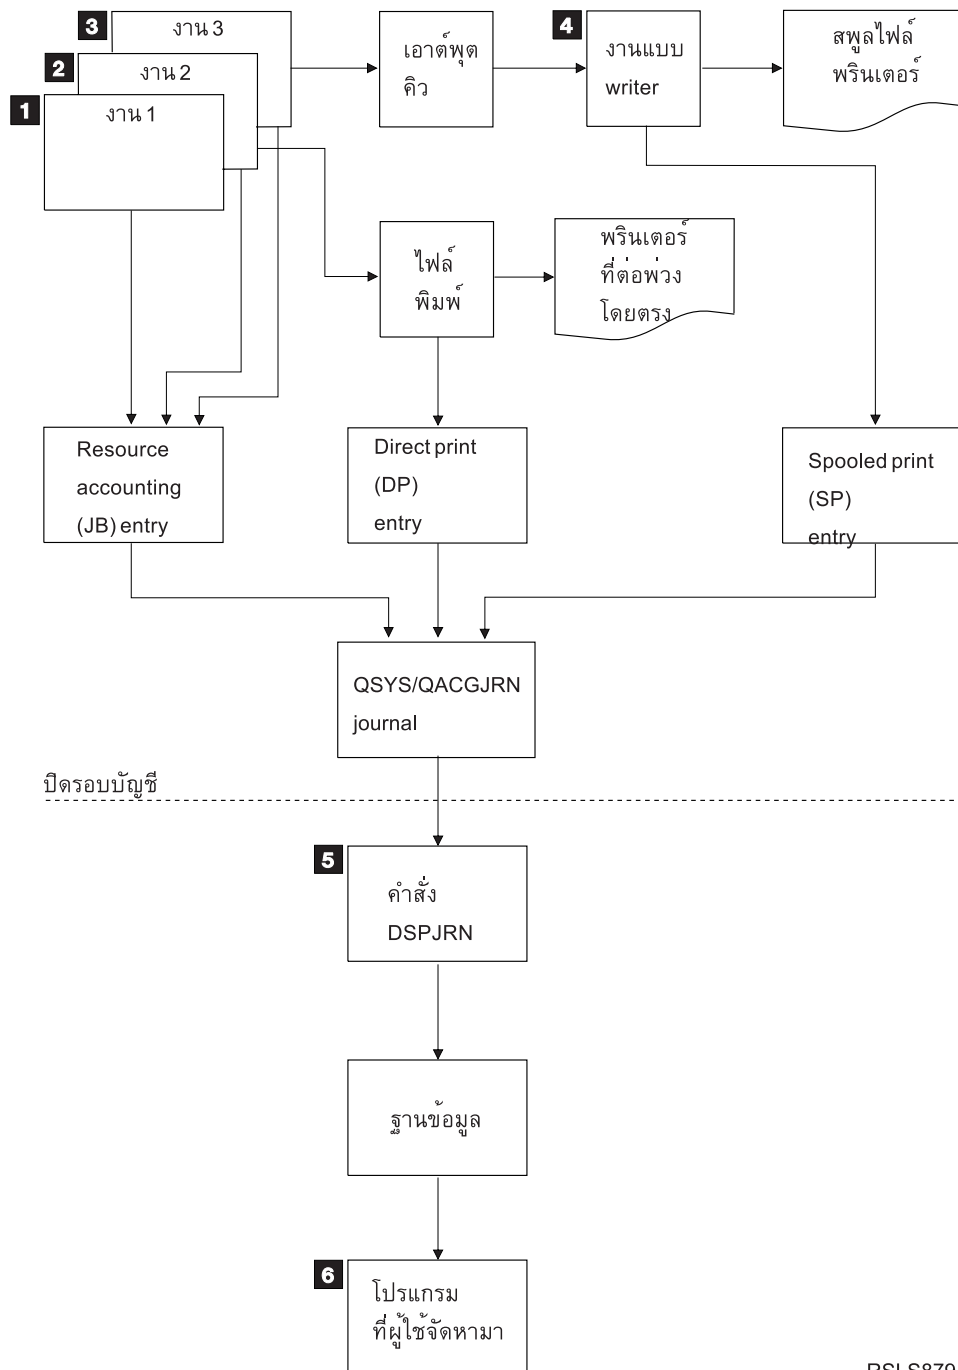 3
งาน 3
2
งาน 2
1
งาน 1
เอาต์พุต
คิว
4
งานแบบ
writer
สพูลไฟล์
พรินเตอร์
ไฟล์
พิมพ์
พรินเตอร์
ที่ต่อพ่วง
โดยตรง
Resource
accounting
(JB) entry
Direct print
(DP)
entry
Spooled print
(SP)
entry
QSYS/QACGJRN
journal
ปิดรอบบัญชี
5
คำสั่ง
DSPJRN
ฐานข้อมูล
6
โปรแกรม
ที่ผู้ใช้จัดหามา